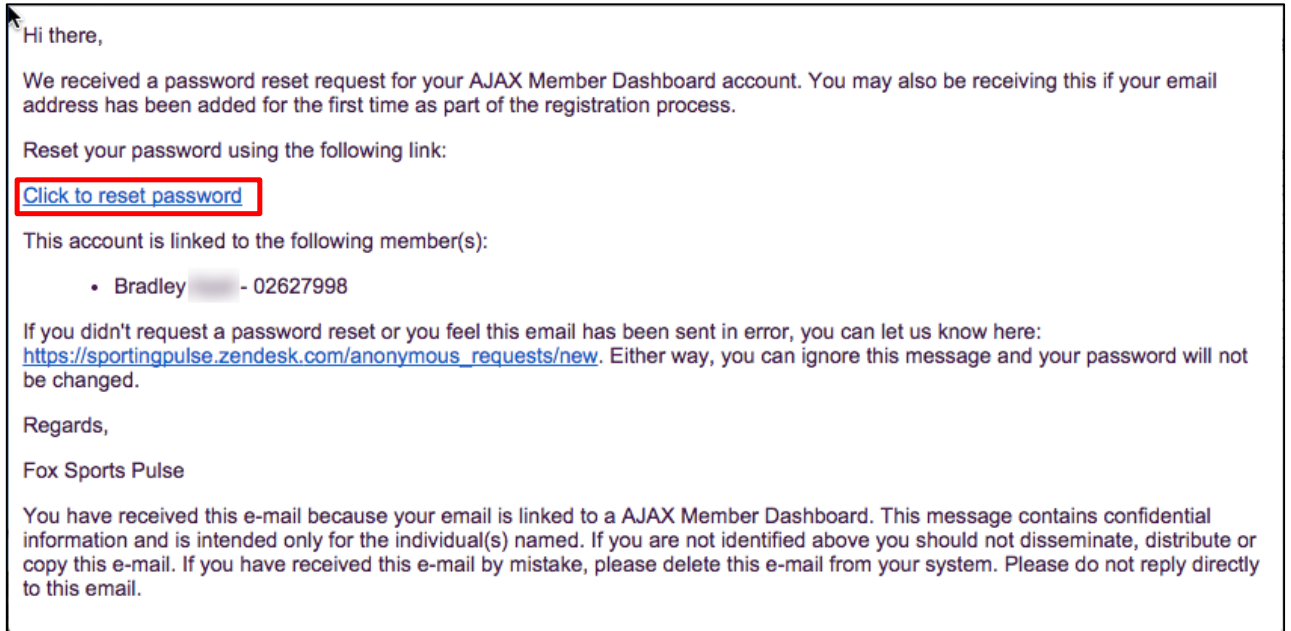 Hi there,
We received a password reset request for your AJAX Member Dashboard account. You may also be receiving this if your email
address has been added for the first time as part of the registration process.
Reset your password using the following link:
Click to reset password
This account is linked to the following member(s):
• Bradley - 02627998
If you didn't request a password reset or you feel this email has been sent in error, you can let us know here:
https://sportingpulse.zendesk.com/anonymous_requests/new. Either way, you can ignore this message and your password will not
be changed.
Regards,
Fox Sports Pulse
You have received this e-mail because your email is linked to a AJAX Member Dashboard. This message contains confidential
information and is intended only for the individual(s) named. If you are not identified above you should not disseminate, distribute or
copy this e-mail. If you have received this e-mail by mistake, please delete this e-mail from your system. Please do not reply directly
to this email.